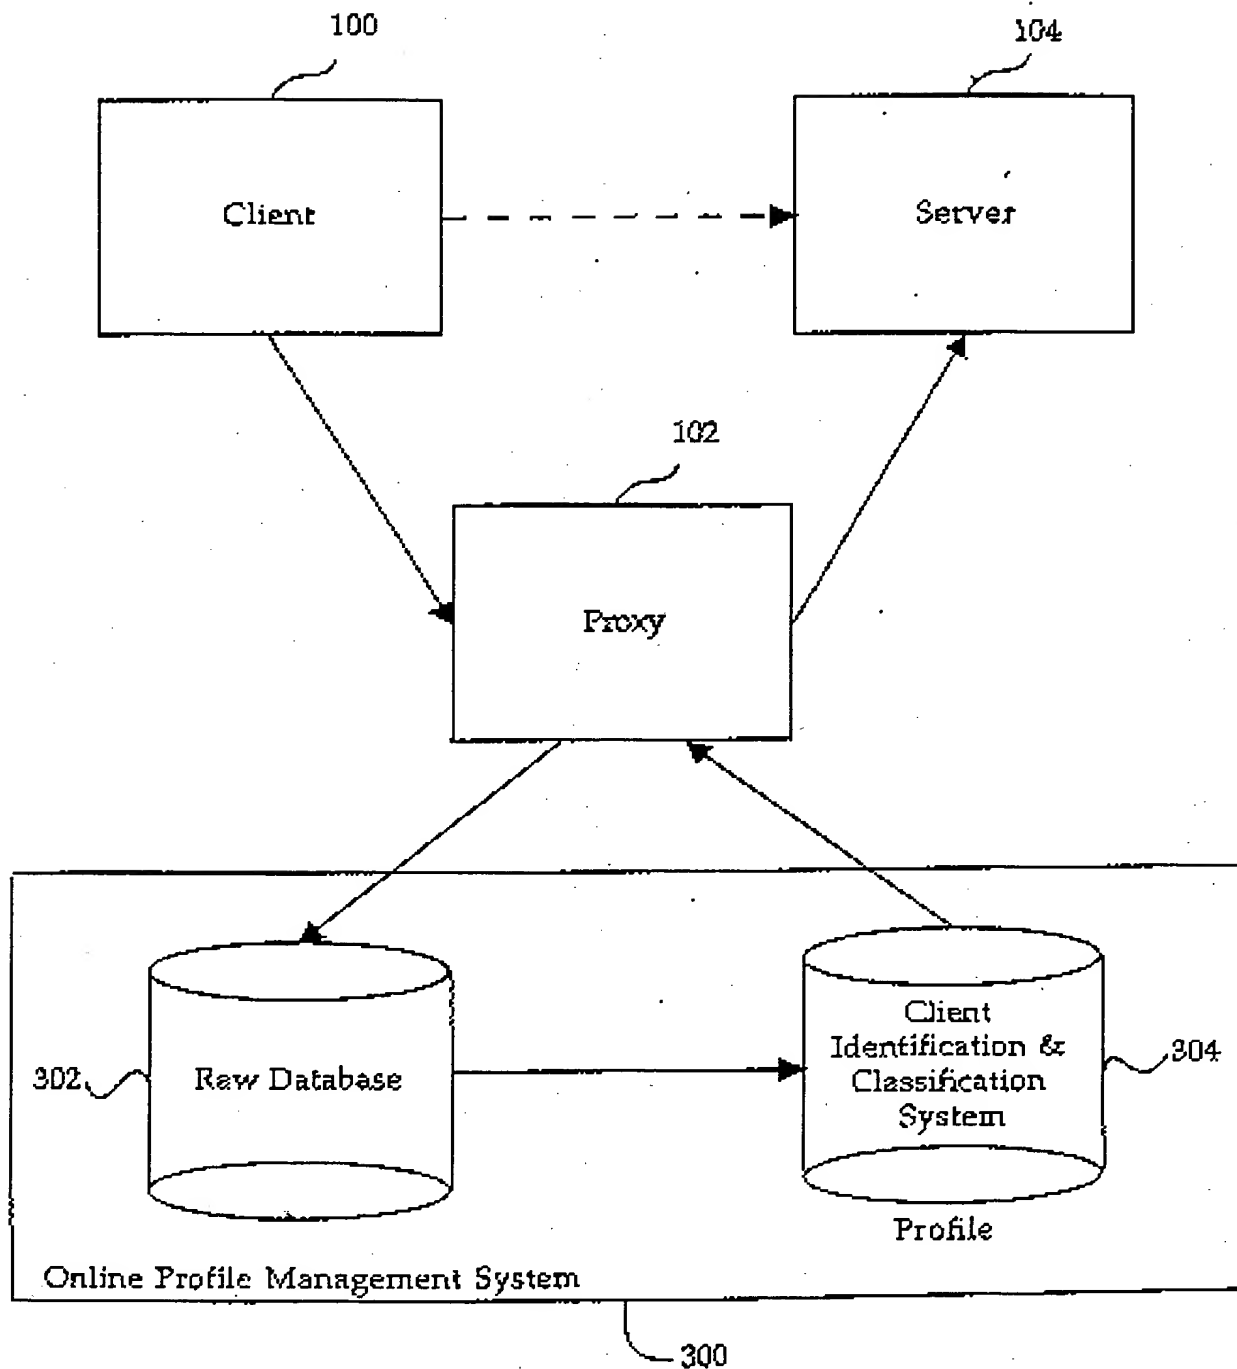 100
104
Client
Server
102
Proxy
302
Raw Database
Client
Identification &
Classification
System
304
Profile
Online Profile Management System
300